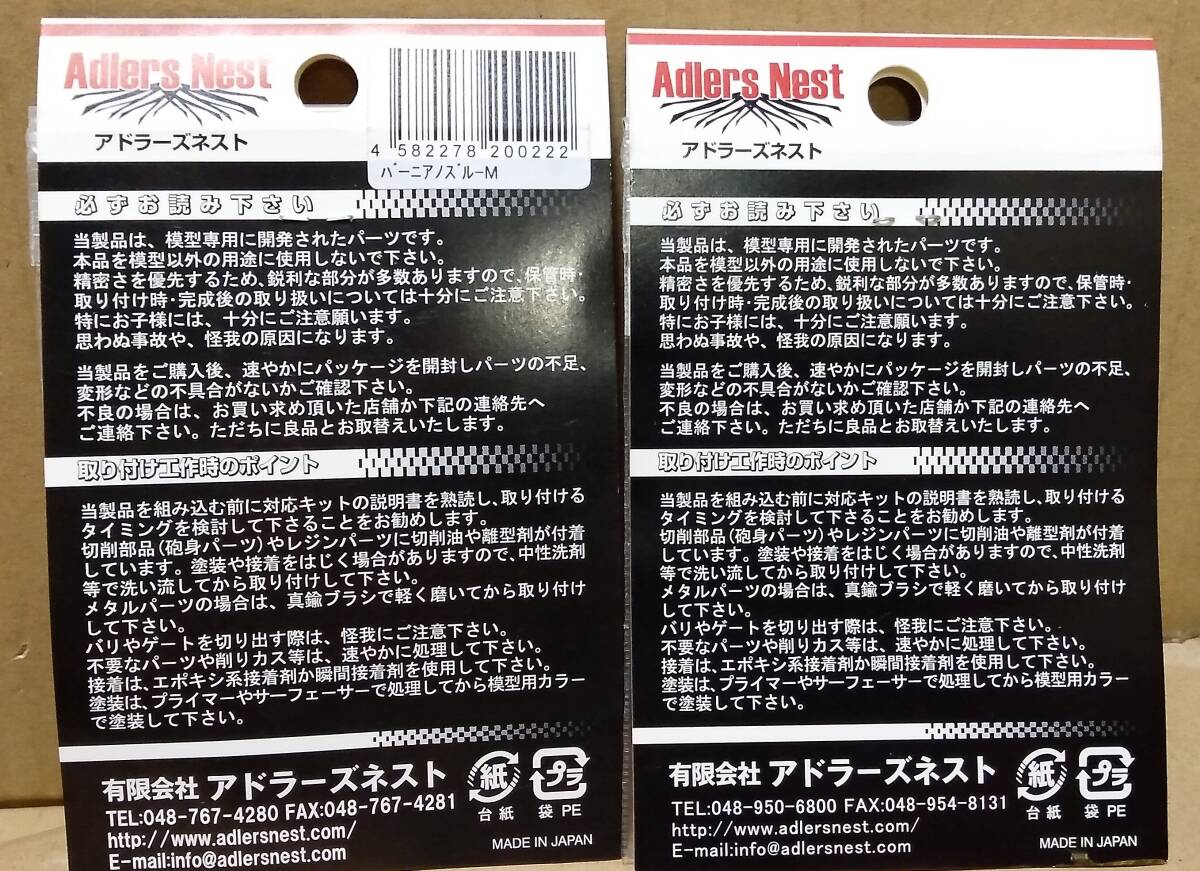 Adlers Nest
アドラーズネスト
4 582278 200222
バーニアノズル-M
必ずお読み下さい
当製品は、模型専用に開発されたパーツです。
本品を模型以外の用途に使用しないで下さい。
精密さを優先するため、鋭利な部分が多数ありますので、保管時・
取り付け時・完成後の取り扱いについては十分にご注意下さい。
特にお子様には、十分にご注意願います。
思わぬ事故や、怪我の原因になります。
当製品をご購入後、速やかにパッケージを開封しパーツの不足、
変形などの不具合がないかご確認下さい。
不良の場合は、お買い求め頂いた店舗か下記の連絡先へ
ご連絡下さい。ただちに良品とお取替えいたします。
取り付け工作時のポイント
当製品を組み込む前に対応キットの説明書を熟読し、取り付ける
タイミングを検討して下さることをお勧めします。
切削部品(砲身パーツ)やレジンパーツに切削油や離型剤が付着
しています。塗装や接着をはじく場合がありますので、中性洗剤
等で洗い流してから取り付けして下さい。
メタルパーツの場合は、真鍮ブラシで軽く磨いてから取り付け
して下さい。
バリやゲートを切り出す際は、怪我にご注意下さい。
不要なパーツや削りカス等は、速やかに処理して下さい。
接着は、エポキシ系接着剤か瞬間接着剤を使用して下さい。
塗装は、プライマーやサーフェーサーで処理してから模型用カラー
で塗装して下さい。
有限会社 アドラーズネスト
TEL:048-767-4280 FAX:048-767-4281
http://www.adlersnest.com/
E-mail:info@adlersnest.com
紙
台紙
プラ
袋 PE
MADE IN JAPAN
Adlers Nest
アドラーズネスト
必ずお読み下さい
当製品は、模型専用に開発されたパーツです。
本品を模型以外の用途に使用しないで下さい。
精密さを優先するため、鋭利な部分が多数ありますので、保管時・
取り付け時・完成後の取り扱いについては十分にご注意下さい。
特にお子様には、十分にご注意願います。
思わぬ事故や、怪我の原因になります。
当製品をご購入後、速やかにパッケージを開封しパーツの不足、
変形などの不具合がないかご確認下さい。
不良の場合は、お買い求め頂いた店舗か下記の連絡先へ
ご連絡下さい。ただちに良品とお取替えいたします。
取り付け工作時のポイント
当製品を組み込む前に対応キットの説明書を熟読し、取り付ける
タイミングを検討して下さることをお勧めします。
切削部品(砲身パーツ)やレジンパーツに切削油や離型剤が付着
しています。塗装や接着をはじく場合がありますので、中性洗剤
等で洗い流してから取り付けして下さい。
メタルパーツの場合は、真鍮ブラシで軽く磨いてから取り付け
して下さい。
バリやゲートを切り出す際は、怪我にご注意下さい。
不要なパーツや削りカス等は、速やかに処理して下さい。
接着は、エポキシ系接着剤か瞬間接着剤を使用して下さい。
塗装は、プライマーやサーフェーサーで処理してから模型用カラー
で塗装して下さい。
有限会社 アドラーズネスト
TEL:048-950-6800 FAX:048-954-8131
http://www.adlersnest.com/
E-mail:info@adlersnest.com
紙
台紙
プラ
袋 PE
MADE IN JAPAN